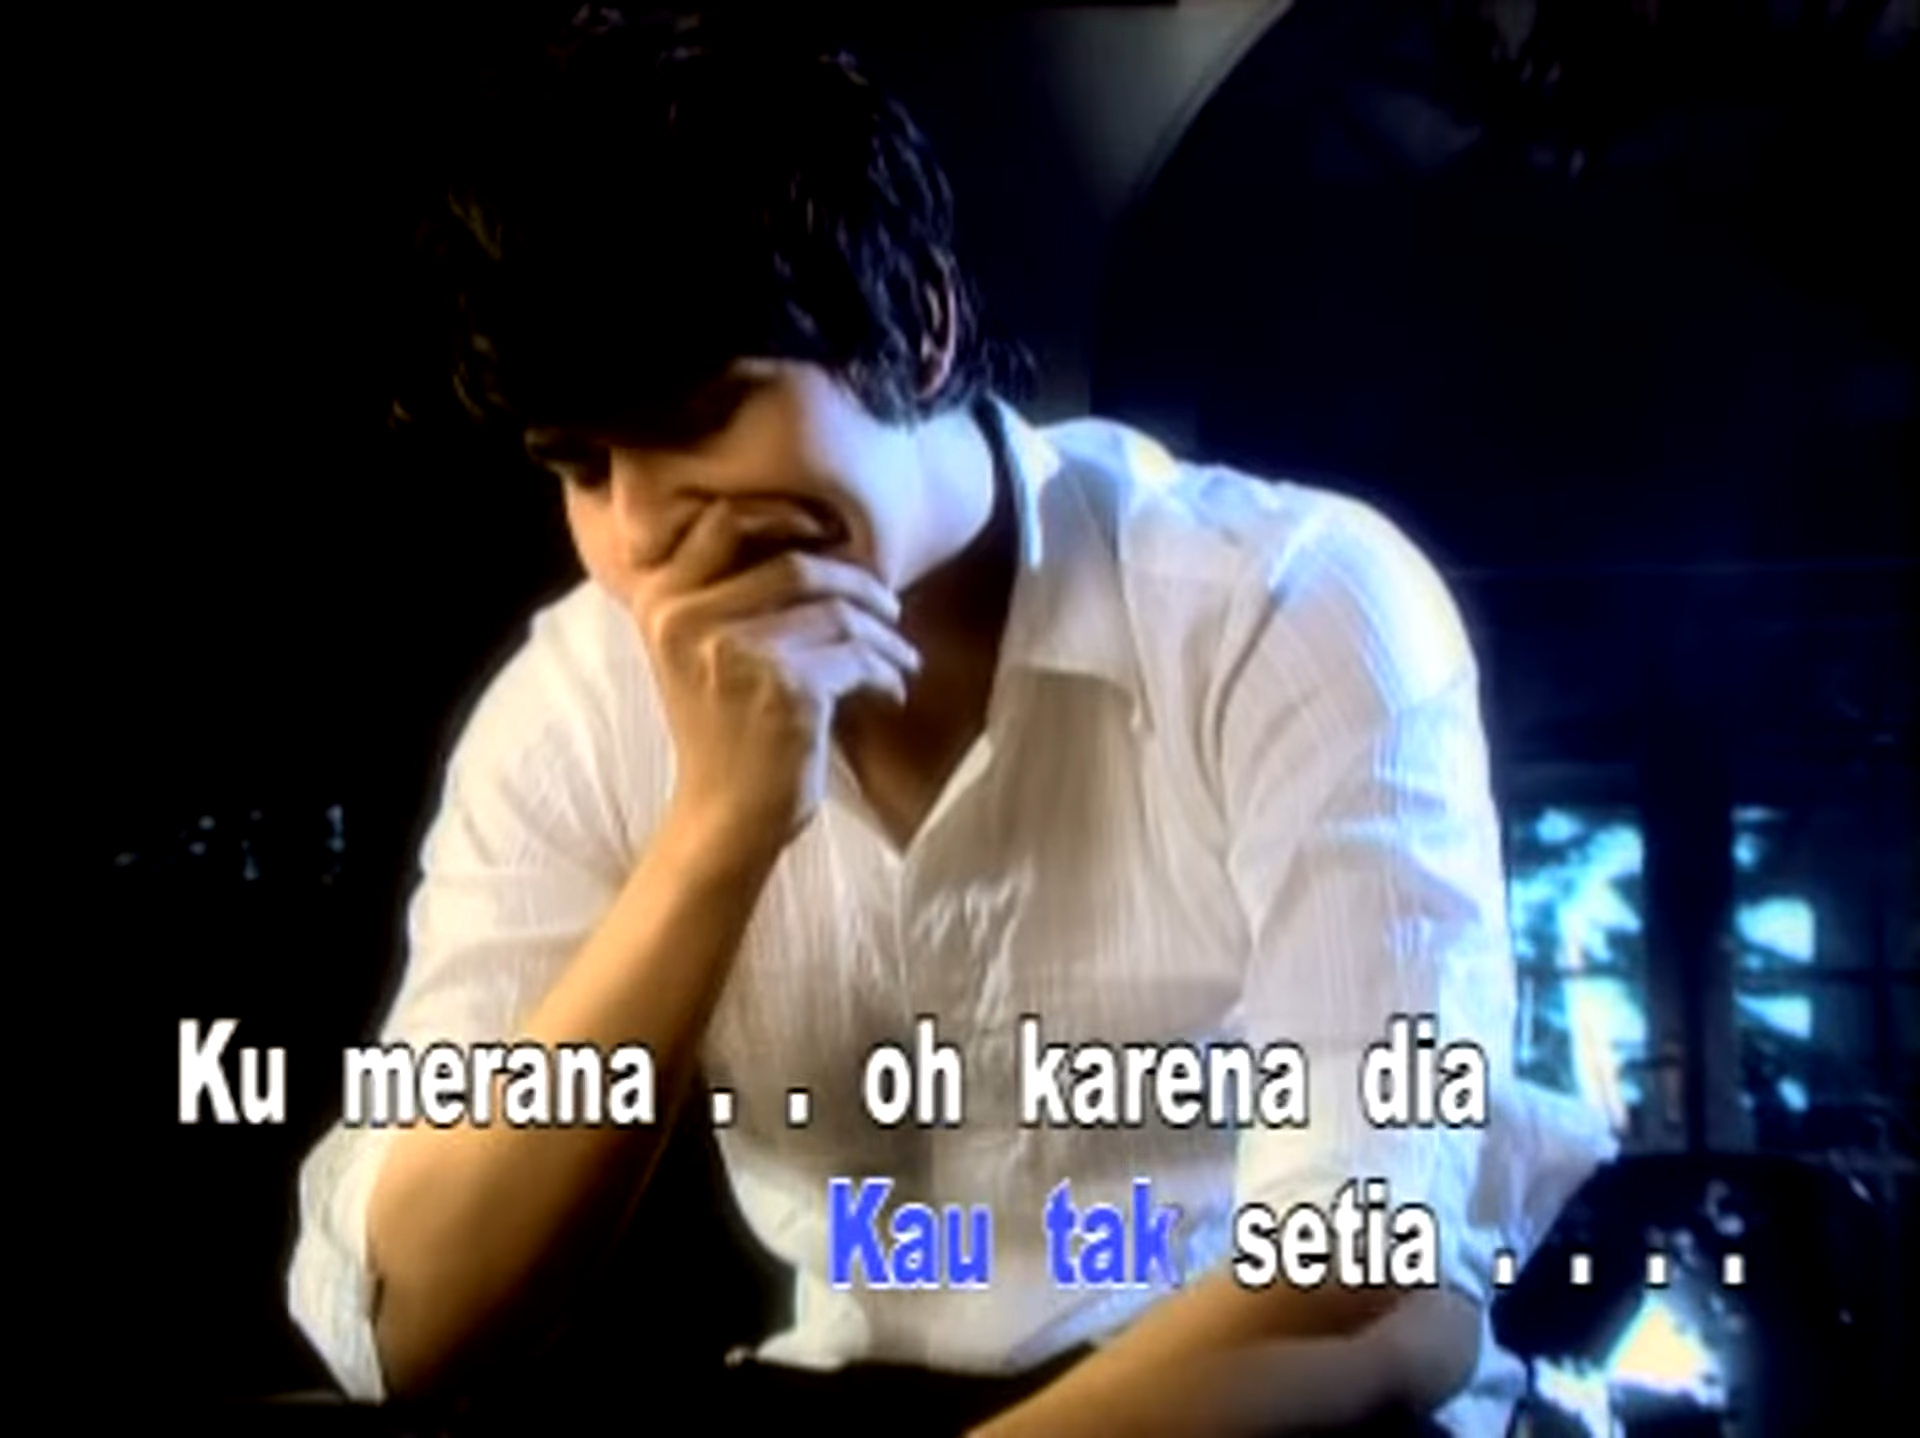 Ku merana . . oh karena dia
Kau tak setia . . . .